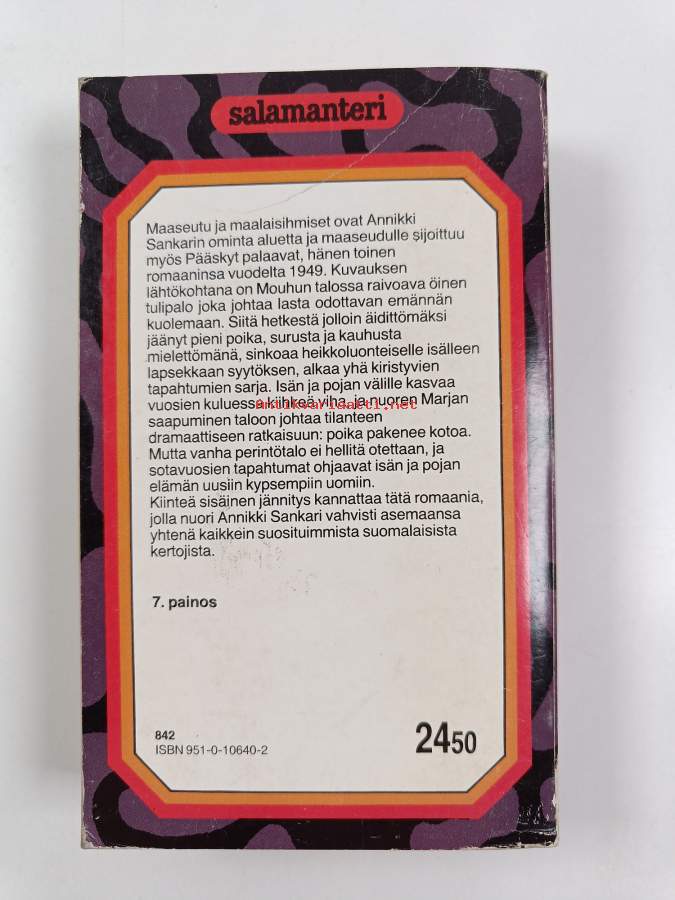 salamanteri
Maaseutu ja maalaisihmiset ovat Annikki
Sankarin ominta aluetta ja maaseudulle sijoittuu
myös Pääskyt palaavat, hänen toinen
romaaninsa vuodelta 1949. Kuvauksen
lähtökohtana on Mouhun talossa raivoava öinen
tulipalo joka johtaa lasta odottavan emännän
kuolemaan. Siitä hetkestä jolloin äidittömäksi
jäänyt pieni poika, surusta ja kauhusta
mielettömänä, sinkoaa heikkoluonteiselle isälleen
lapsekkaan syytöksen, alkaa yhä kiristyvien
tapahtumien sarja. Isän ja pojan välille kasvaa
vuosien kuluessa kiihkeä viha, ja nuoren Marjan
antikvariaatti.net
saapuminen taloon johtaa tilanteen
dramaattiseen ratkaisuun: poika pakenee kotoa.
Mutta vanha perintötalo ei hellitä otettaan, ja
sotavuosien tapahtumat ohjaavat isän ja pojan
elämän uusiin kypsempiin uomiin.
Kiinteä sisäinen jännitys kannattaa tätä romaania,
jolla nuori Annikki Sankari vahvisti asemaansa
yhtenä kaikkein suosituimmista suomalaisista
kertojista.
7. painos
842
ISBN 951-0-10640-2
2450